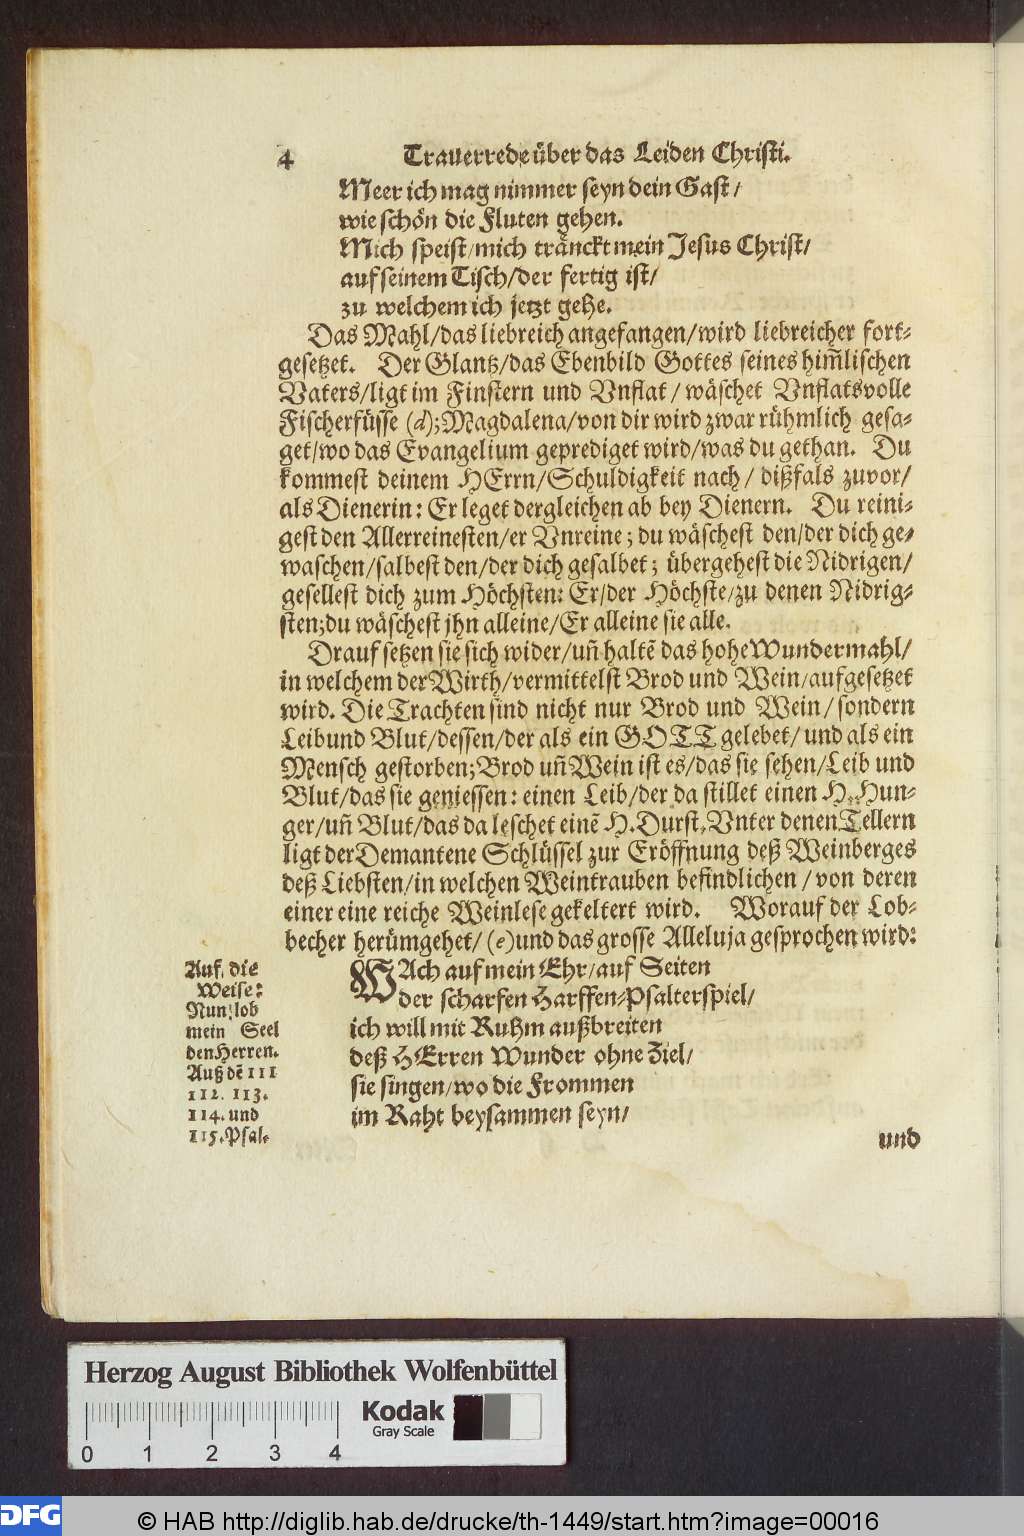 4 Trauerrede über das Leiden Christi.
Meer ich mag nimmer seyn dein Gast/
wie schön die Fluten gehen.
Mich speist/mich tränckt mein Jesus Christ/
auf seinem Tisch/der fertig ist/
zu welchem ich jetzt gehe.
Das Mahl/das liebreich angefangen/wird liebreicher fort-
gesetzet. Der Glantz/das Ebenbild Gottes seines him̃lischen
Vaters/ligt im Finstern und Vnflat/ wäschet Vnflatsvolle
Fischerfüsse (d); Magdalena/von dir wird zwar rühmlich gesa-
get/wo das Evangelium geprediget wird/was du gethan. Du
kommest deinem HErrn/Schuldigkeit nach/ dißfals zuvor/
als Dienerin: Er leget dergleichen ab bey Dienern. Du reini-
gest den Allerreinesten/er Vnreine; du wäschest den/der dich ge-
waschen/salbest den/der dich gesalbet; übergehest die Nidrigen/
gesellest dich zum Höchsten: Er/der Höchste/zu denen Nidrig-
sten; du wäschest jhn alleine/Er alleine sie alle.
Drauf setzen sie sich wider/uñ haltẽ das hohe Wundermahl/
in welchem der Wirth/vermittelst Brod und Wein/aufgesetzet
wird. Die Trachten sind nicht nur Brod und Wein/ sondern
Leib und Blut/dessen/der als ein GOTT gelebet/ und als ein
Mensch gestorben; Brod uñ Wein ist es/das sie sehen/Leib und
Blut/das sie geniessen: einen Leib/der da stillet einen H. Hun-
ger/uñ Blut/das da leschet einẽ H. Durst. Vnter denen Tellern
ligt der Demantene Schlüssel zur Eröffnung deß Weinberges
deß Liebsten/in welchen Weintrauben befindlichen/ von deren
einer eine reiche Weinlese gekeltert wird. Worauf der Lob-
becher herümgehet/ (e) und das grosse Alleluja gesprochen wird:
Auf die
Weise:
Nun lob
mein Seel
den Herren.
Auß dẽ 111
112. 113.
114. und
115. Psal.
WAch auf mein Ehr/auf Seiten
der scharfen Harffen-Psalterspiel/
ich will mit Ruhm außbreiten
deß HErren Wunder ohne Ziel/
sie singen/wo die Frommen
im Raht beysammen seyn/
und
Herzog August Bibliothek Wolfenbüttel
Kodak
Gray Scale
0 1 2 3 4
DFG © HAB http://diglib.hab.de/drucke/th-1449/start.htm?image=00016